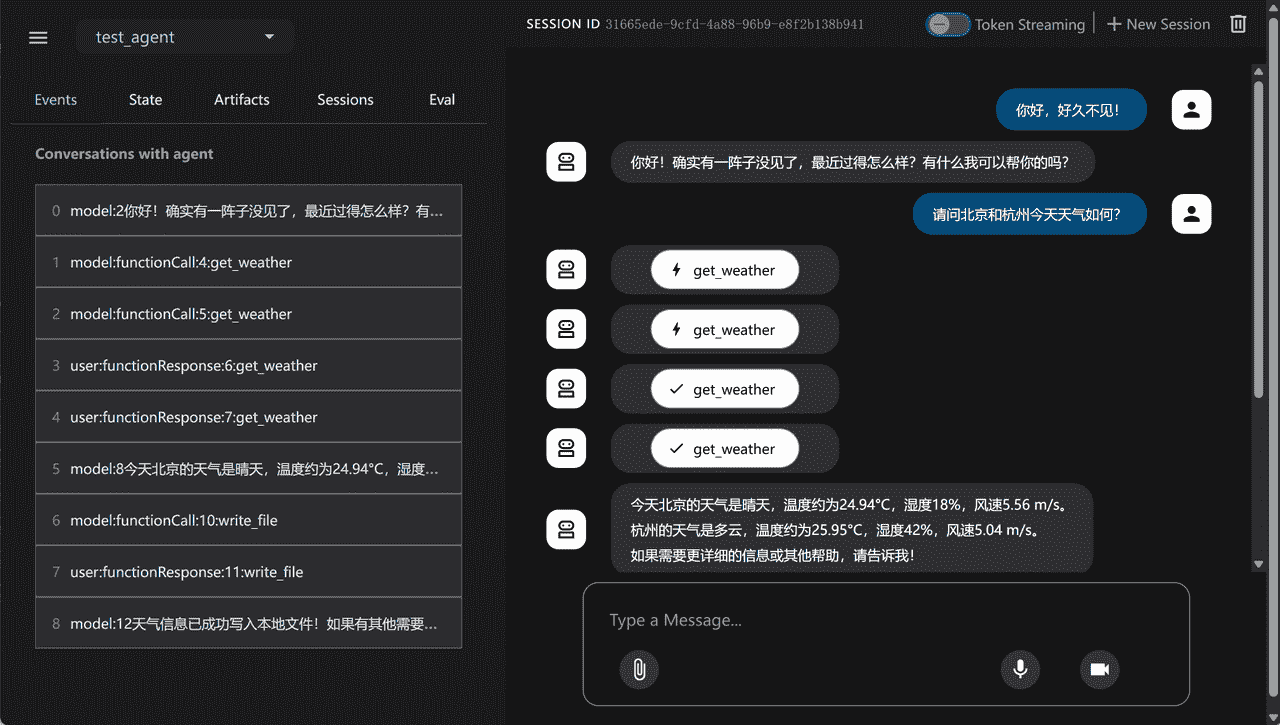 test_agent
SESSION ID 31665ede-9cfd-4a88-96b9-e8f2b138b941
Token Streaming
New Session
Events
State
Artifacts
Sessions
Eval
Conversations with agent
0 model:2你好！确实有一阵子没见了，最近过得怎么样？有...
1 model:functionCall:4:get_weather
2 model:functionCall:5:get_weather
3 user:functionResponse:6:get_weather
4 user:functionResponse:7:get_weather
5 model:8今天北京的天气是晴天，温度约为24.94°C，湿度...
6 model:functionCall:10:write_file
7 user:functionResponse:11:write_file
8 model:12天气信息已成功写入本地文件！如果有其他需要...
你好，好久不见！
你好！确实有一阵子没见了，最近过得怎么样？有什么我可以帮你的吗？
请问北京和杭州今天天气如何？
get_weather
get_weather
get_weather
get_weather
今天北京的天气是晴天，温度约为24.94°C，湿度18%，风速5.56 m/s。
杭州的天气是多云，温度约为25.95°C，湿度42%，风速5.04 m/s。
如果需要更详细的信息或其他帮助，请告诉我！
Type a Message...